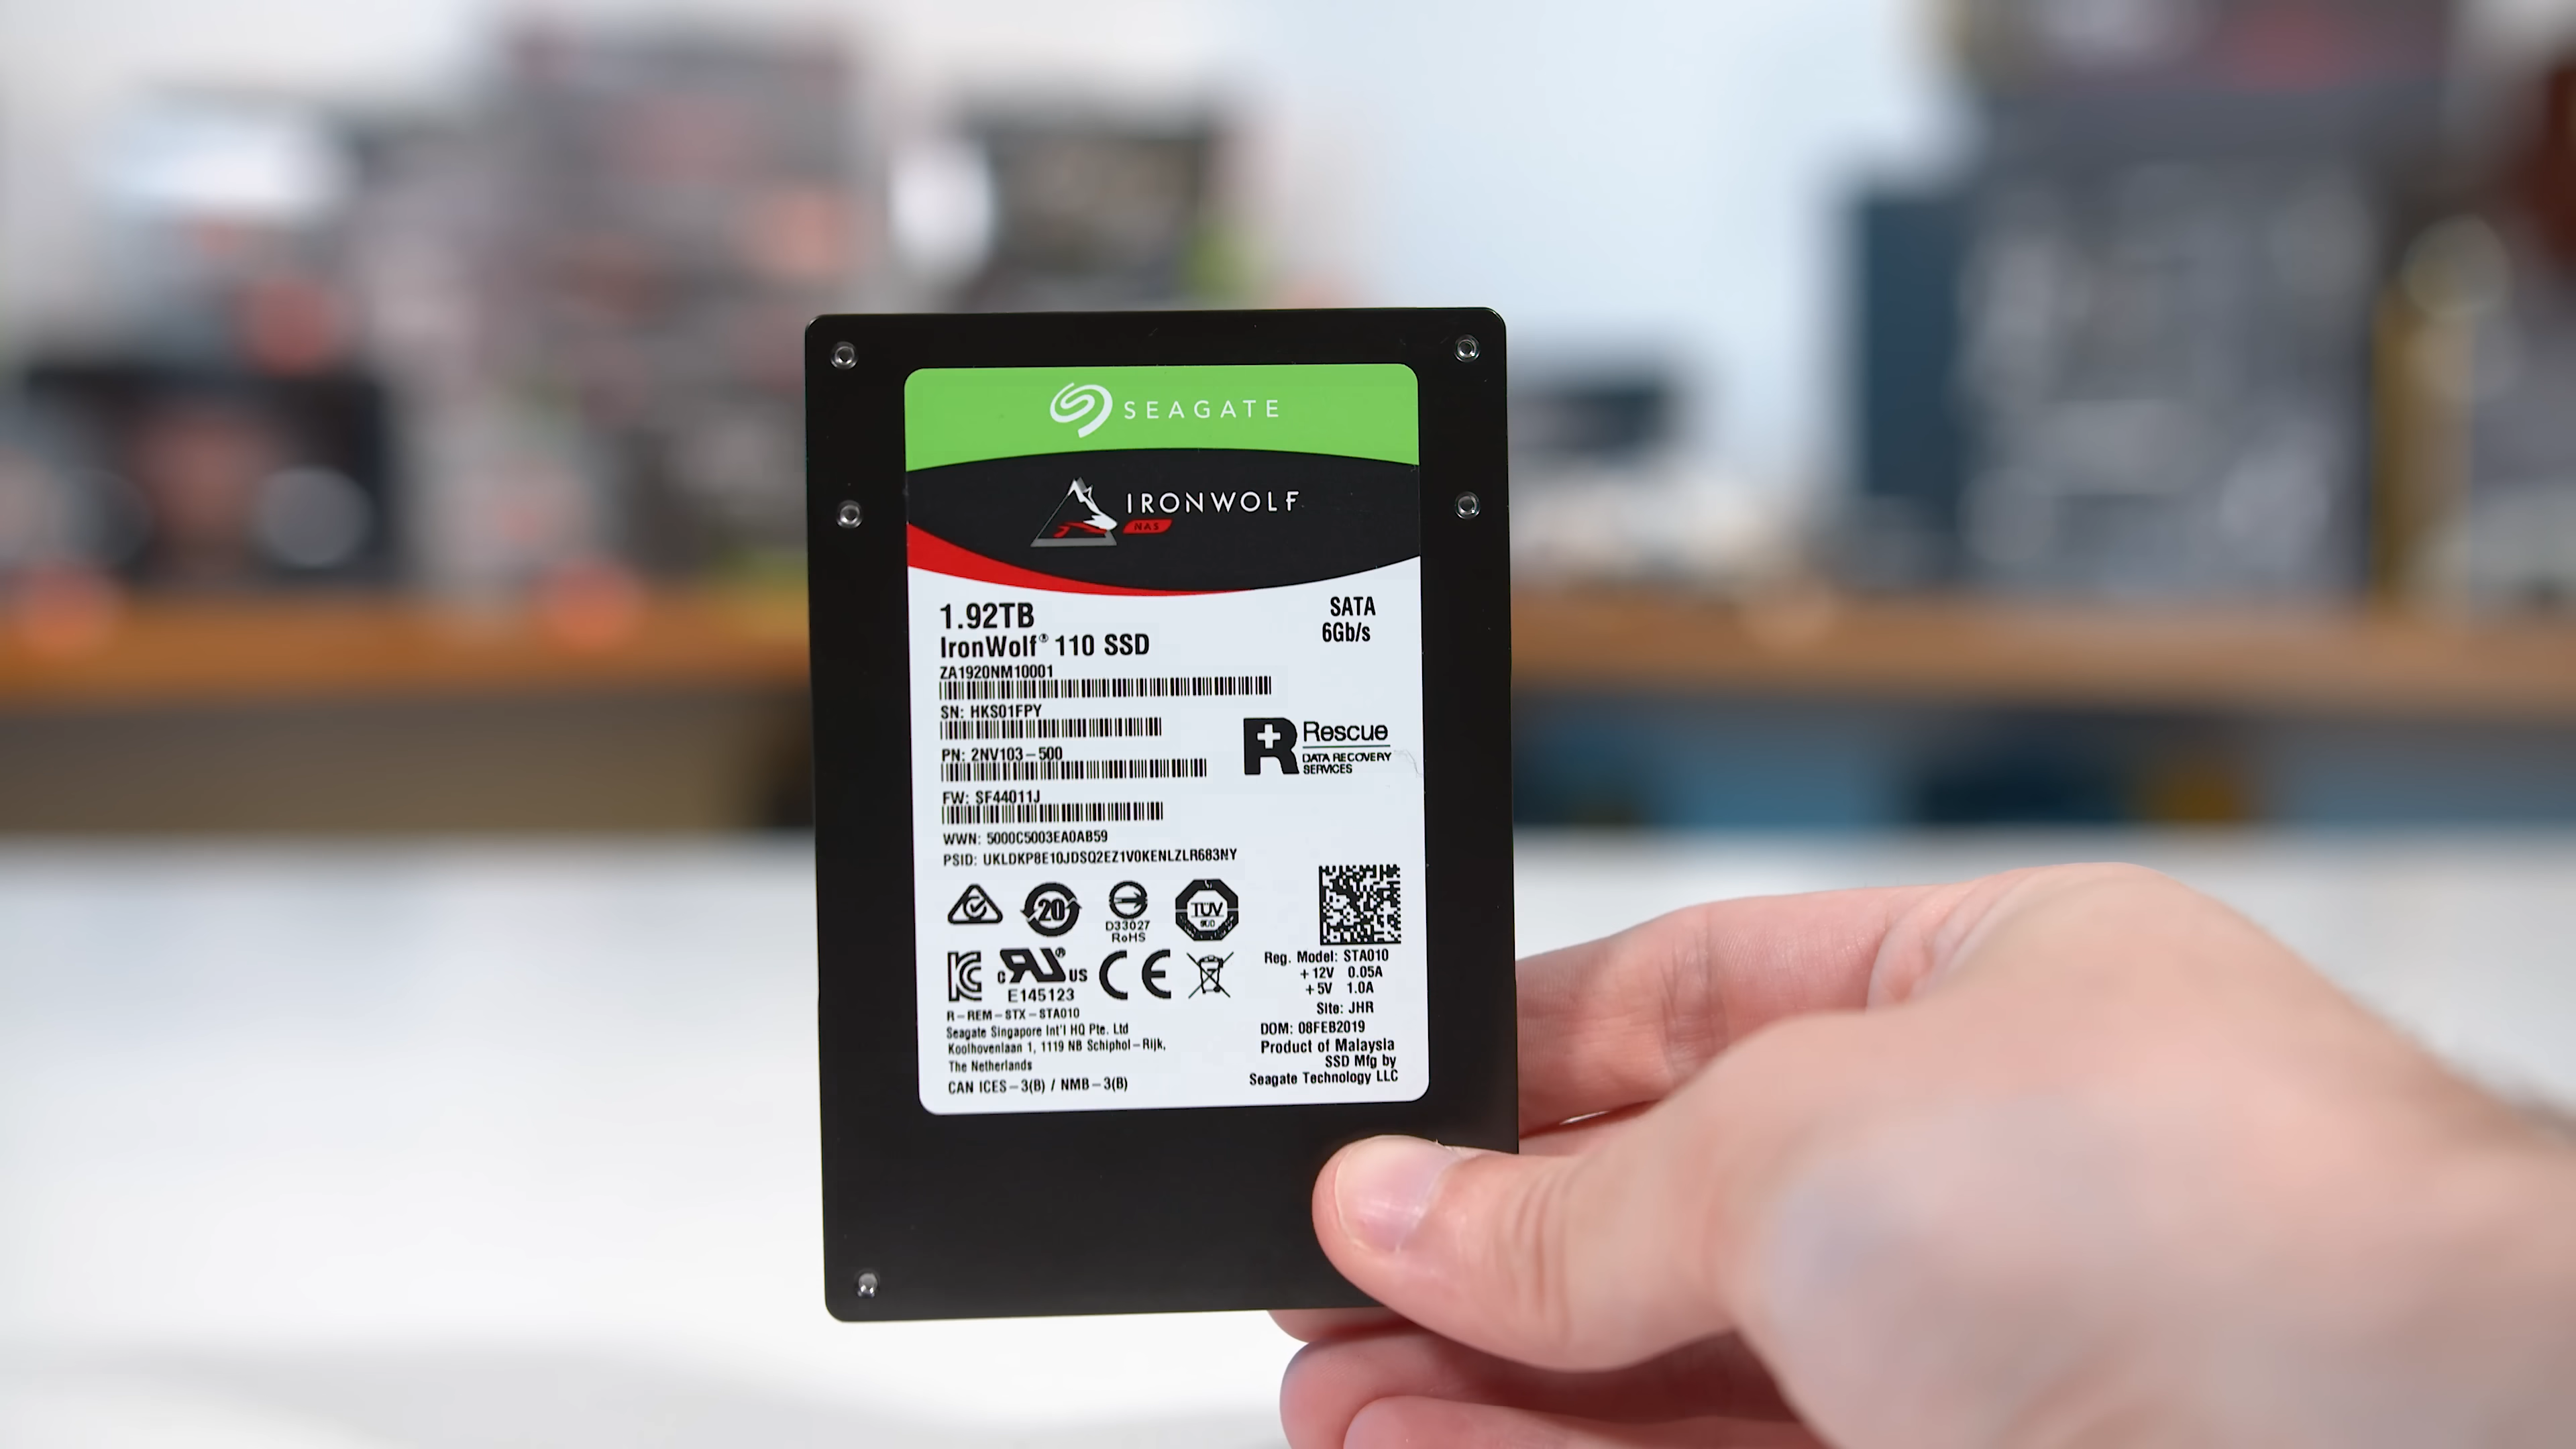 SEAGATE
IRONWOLF
NAS
1.92TB
IronWolf® 110 SSD
SATA
6Gb/s
ZA1920NM10001
SN: HKS01FPY
PN: 2NV103-500
FW: SF44011J
Rescue
DATA RECOVERY
SERVICES
WWN: 5000C5003EA0AB59
PSID: UKLDKP8E10JDSQ2EZ1V0KENLZLR683NY
20
D33027
RoHS
TÜV
c RU® US
E145123
CE
R-REM-STX-STA010
Seagate Singapore Int'l HQ Pte. Ltd
Koolhovenlaan 1, 1119 NB Schiphol-Rijk,
The Netherlands
CAN ICES-3(B) / NMB-3(B)
Reg. Model: STA010
+12V 0.05A
+5V 1.0A
Site: JHR
DOM: 08FEB2019
Product of Malaysia
SSD Mfg by
Seagate Technology LLC